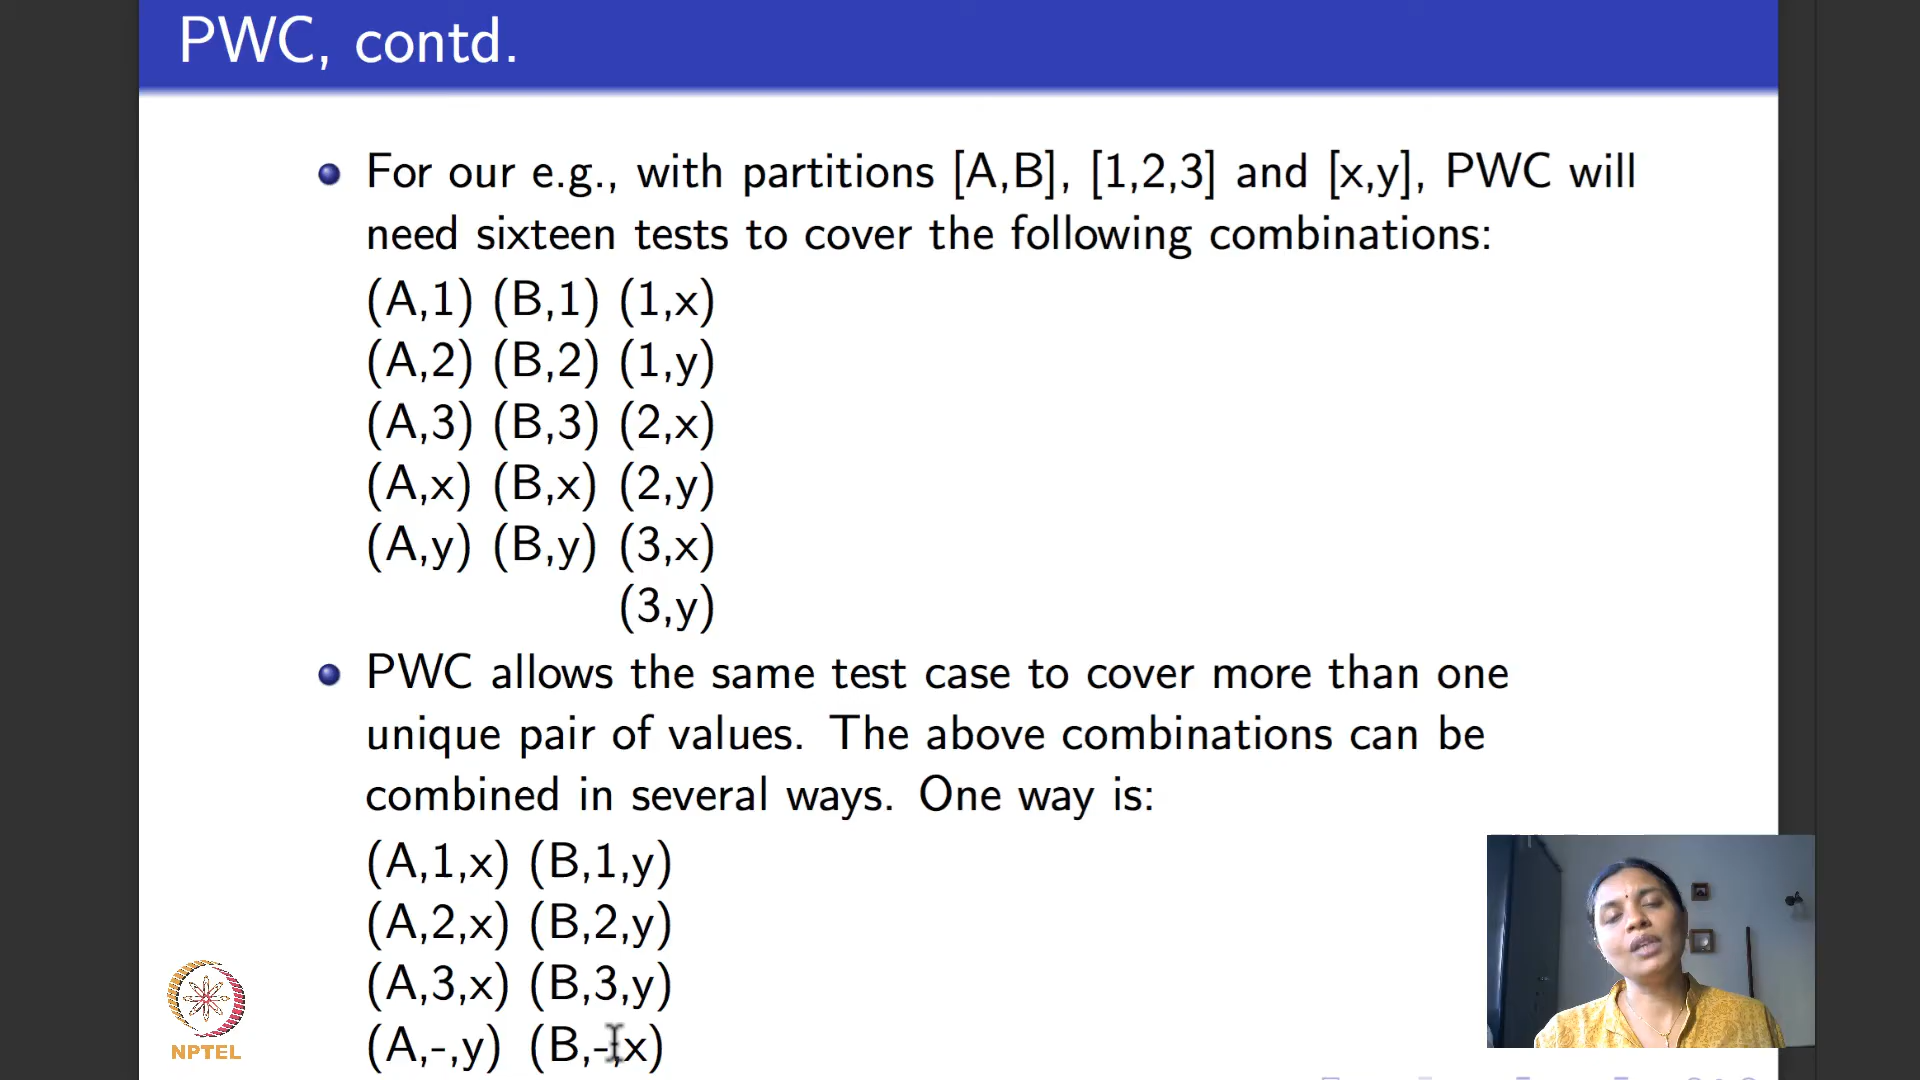 PWC, contd.
For our e.g., with partitions [A,B], [1,2,3] and [x,y], PWC will
need sixteen tests to cover the following combinations:
(A,1) (B,1) (1,x)
(A,2) (B,2) (1,y)
(A,3) (B,3) (2,x)
(A,x) (B,x) (2,y)
(A,y) (B,y) (3,x)
(3,y)
PWC allows the same test case to cover more than one
unique pair of values. The above combinations can be
combined in several ways. One way is:
(A,1,x) (B,1,y)
(A,2,x) (B,2,y)
(A,3,x) (B,3,y)
(A,-,y) (B,-,x)
NPTEL